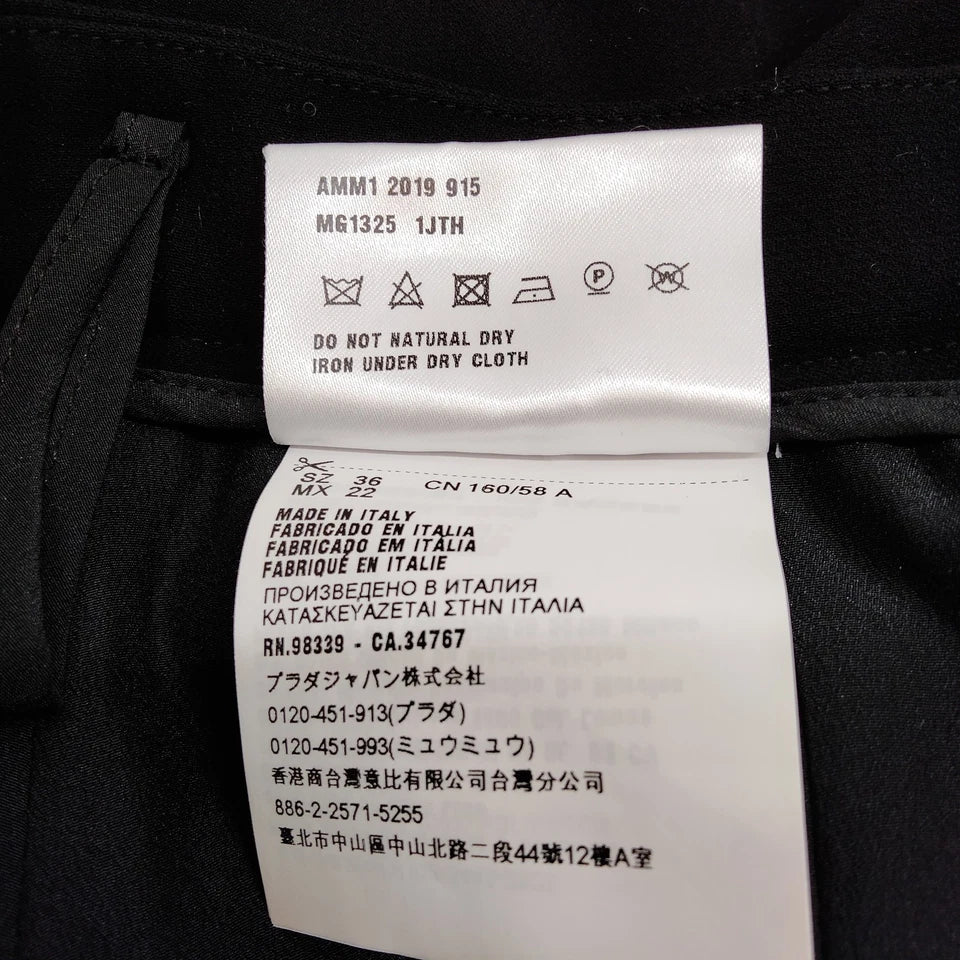 AMM1 2019 915
MG1325 1JTH
P
W
DO NOT NATURAL DRY
IRON UNDER DRY CLOTH
SZ 36 CN 160/58 A
MX 22
MADE IN ITALY
FABRICADO EN ITALIA
FABRICADO EM ITÁLIA
FABRIQUÉ EN ITALIE
ПРОИЗВЕДЕНО В ИТАЛИЯ
ΚΑΤΑΣΚΕΥΑΖΕΤΑΙ ΣΤΗΝ ΙΤΑΛΙΑ
RN.98339 - CA.34767
プラダジャパン株式会社
0120-451-913(プラダ)
0120-451-993(ミュウミュウ)
香港商台灣意比有限公司台灣分公司
886-2-2571-5255
臺北市中山區中山北路二段44號12樓A室